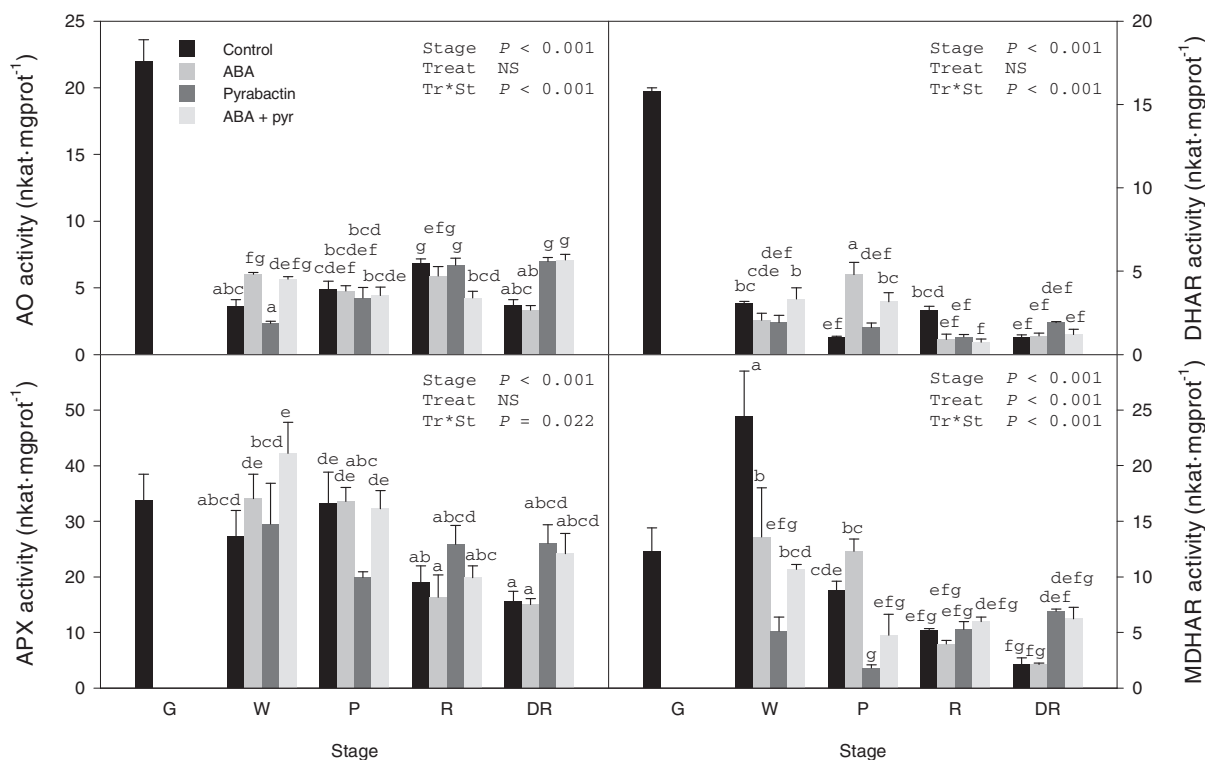 AO activity (nkat·mgprot⁻¹)
25
20
15
10
5
0
Control
ABA
Pyrabactin
ABA + pyr
Stage P < 0.001
Treat NS
Tr*St P < 0.001
abc
fg
a
defg
cdef
bcdef
bcd
bcde
g
efg
g
bcd
abc
ab
g
g
Stage P < 0.001
Treat NS
Tr*St P < 0.001
bc
cde
def
b
ef
a
def
bc
bcd
ef
ef
f
ef
ef
def
ef
20
15
10
5
0
DHAR activity (nkat·mgprot⁻¹)
APX activity (nkat·mgprot⁻¹)
50
40
30
20
10
0
Stage P < 0.001
Treat NS
Tr*St P = 0.022
abcd
de
bcd
e
de
de
abc
de
ab
a
abcd
abc
a
a
abcd
abcd
G W P R DR
Stage
Stage P < 0.001
Treat P < 0.001
Tr*St P < 0.001
a
b
efg
bcd
cde
bc
g
efg
efg
efg
efg
defg
fg
fg
def
defg
25
20
15
10
5
0
MDHAR activity (nkat·mgprot⁻¹)
G W P R DR
Stage